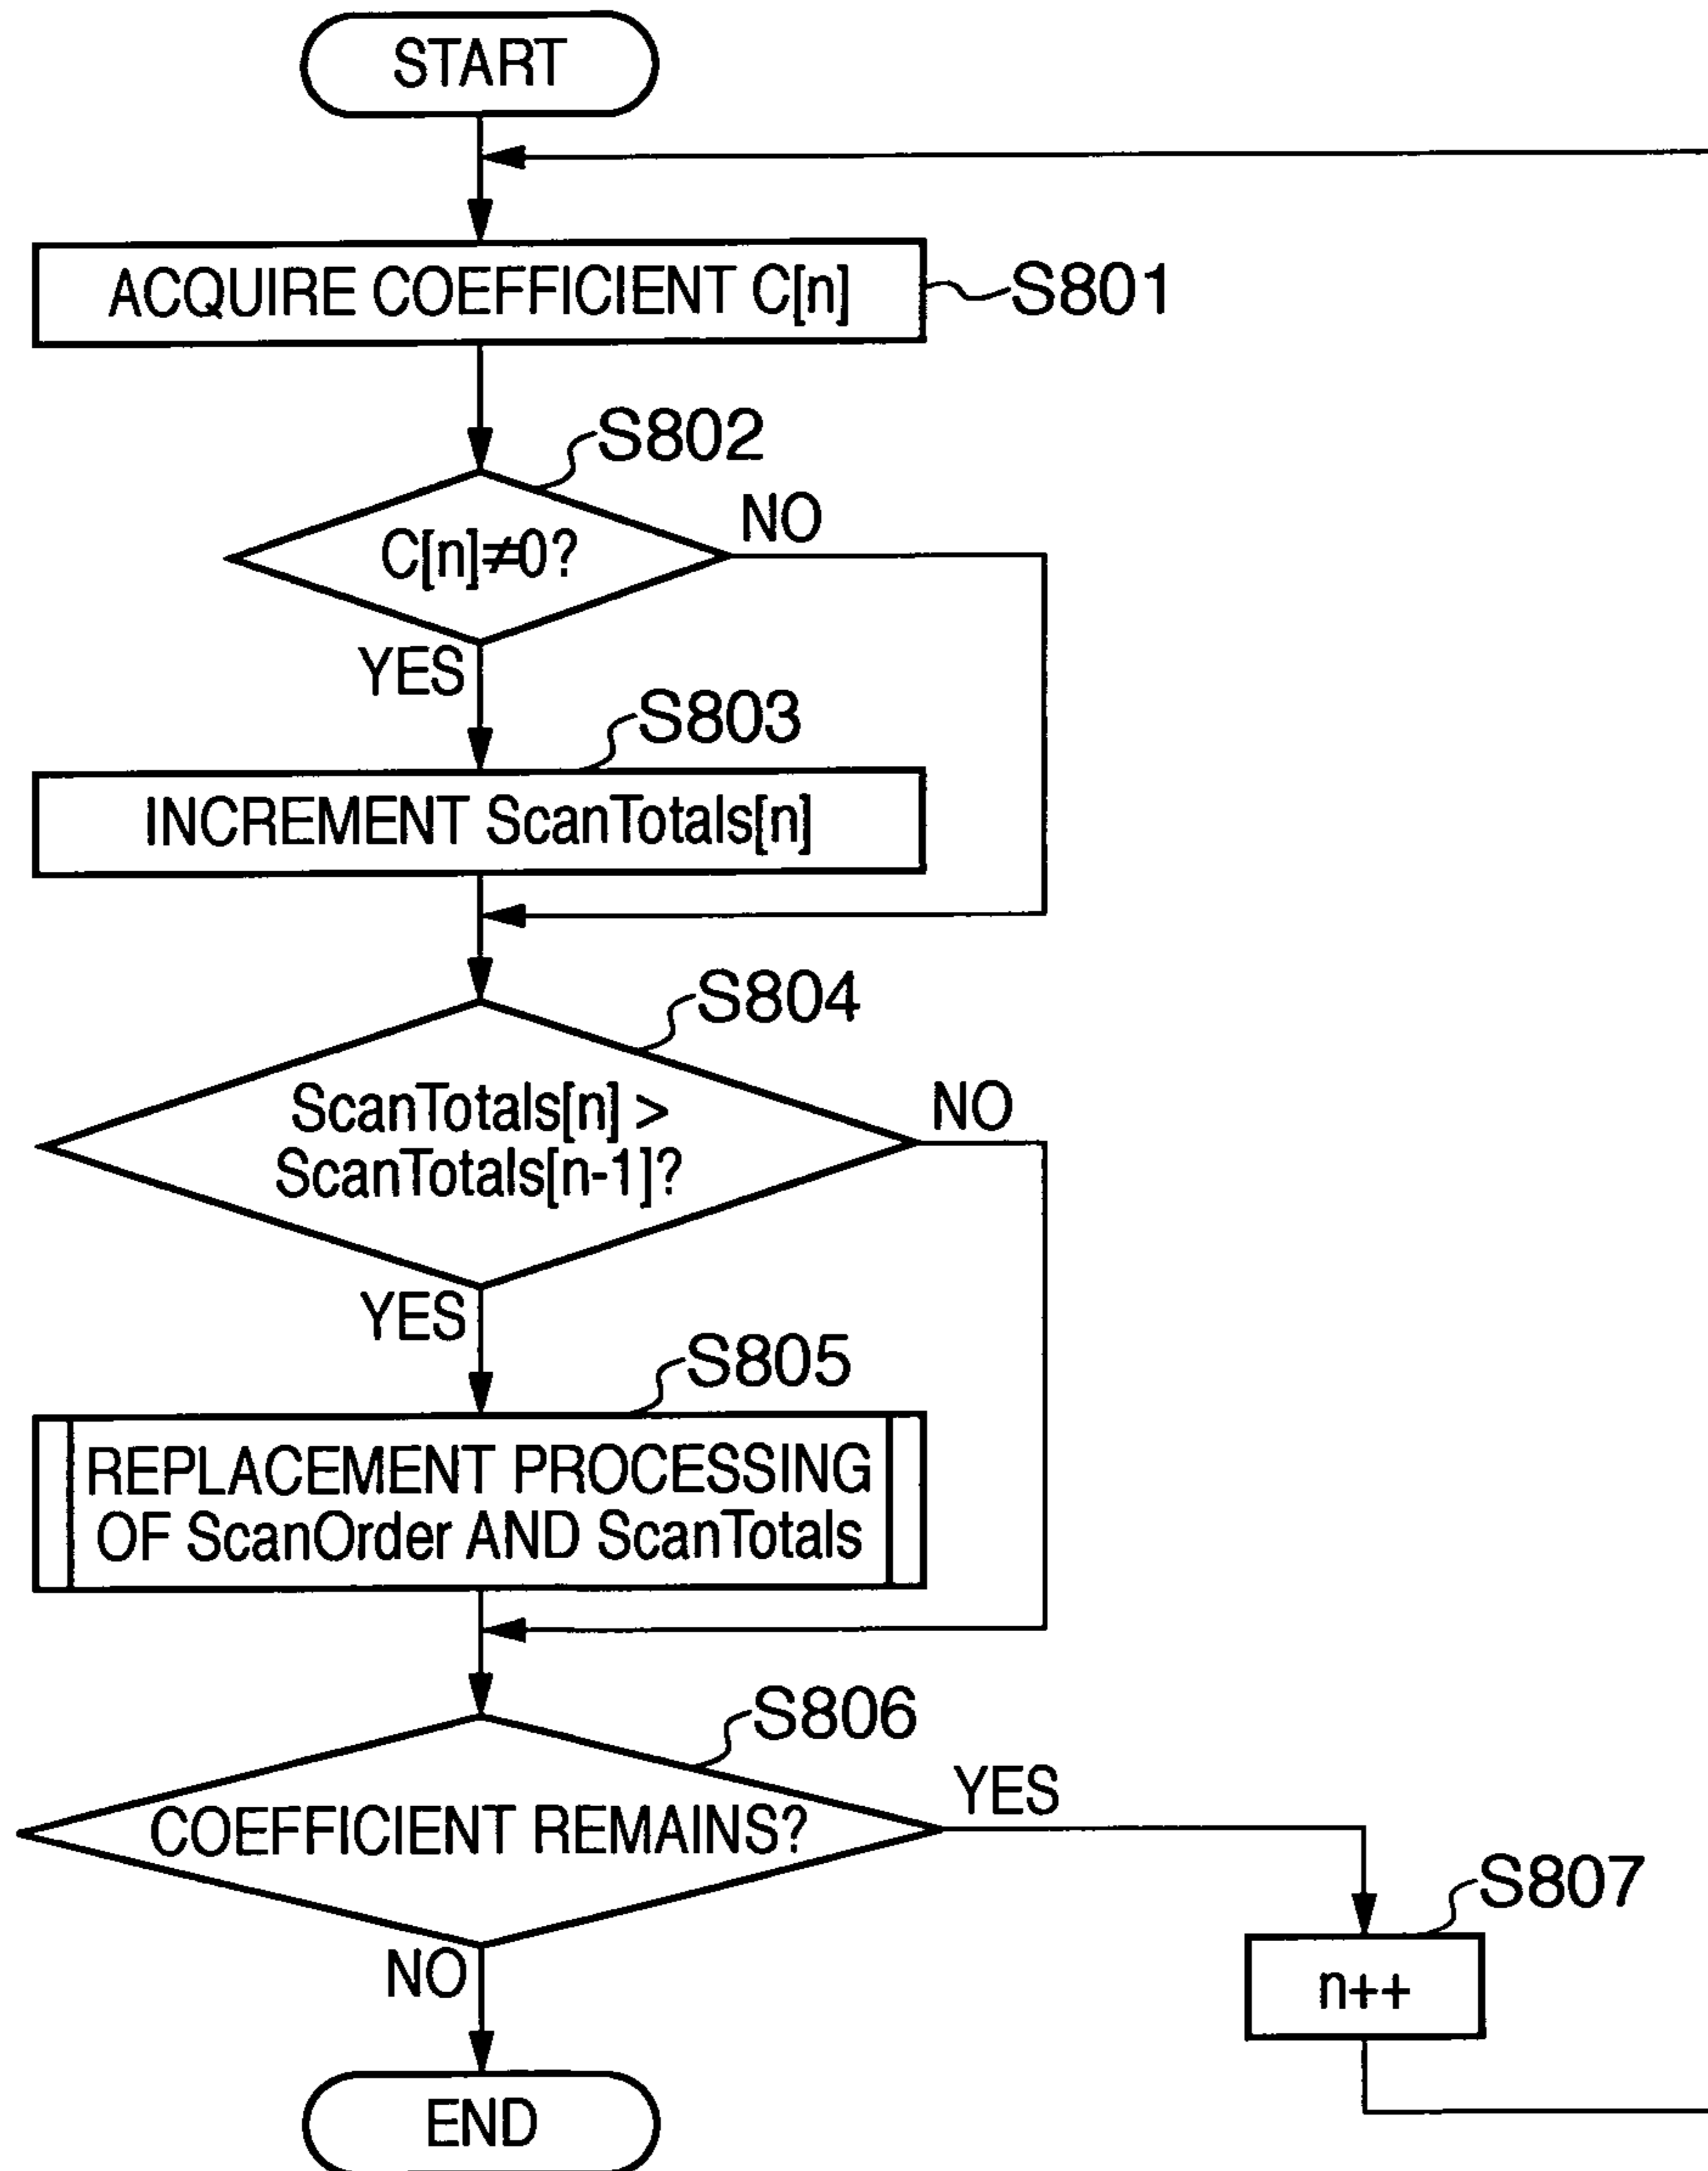 START
ACQUIRE COEFFICIENT C[n]
S801
S802
C[n]≠0?
NO
YES
S803
INCREMENT ScanTotals[n]
S804
ScanTotals[n] >
ScanTotals[n-1]?
NO
YES
S805
REPLACEMENT PROCESSING
OF ScanOrder AND ScanTotals
S806
COEFFICIENT REMAINS?
YES
S807
n++
NO
END